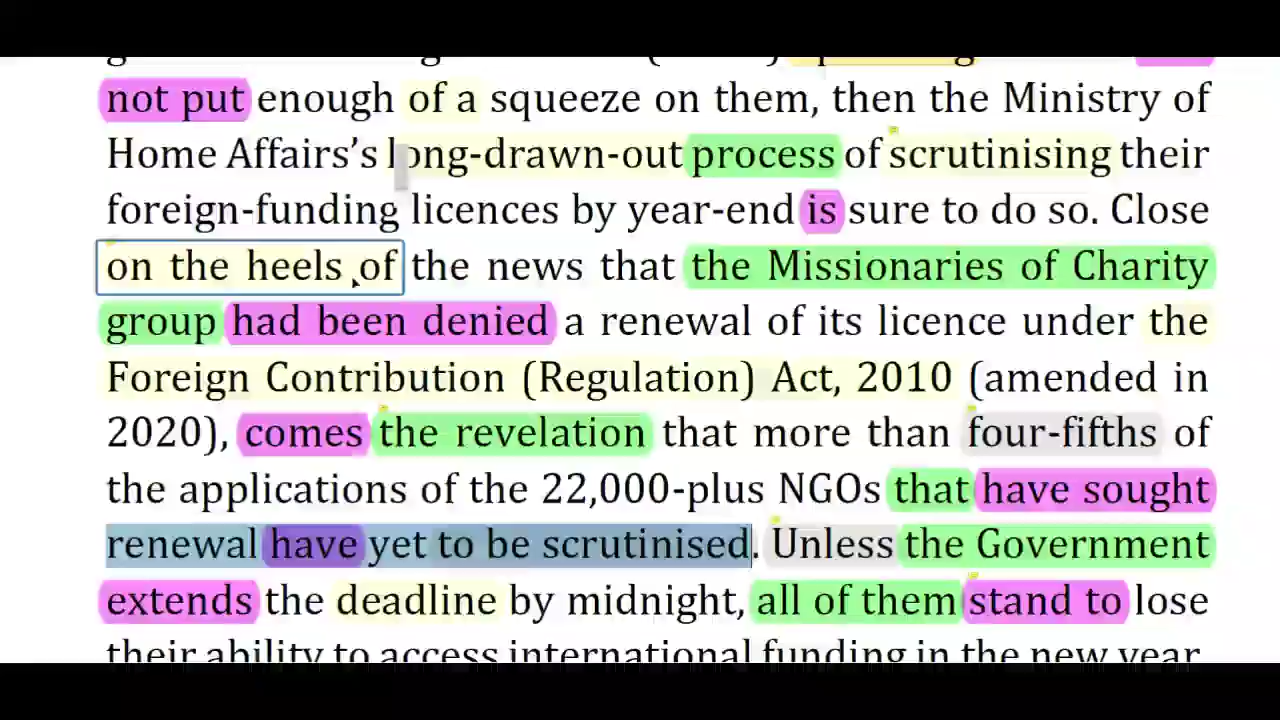 not put enough of a squeeze on them, then the Ministry of
Home Affairs’s long-drawn-out process of scrutinising their
foreign-funding licences by year-end is sure to do so. Close
on the heels of the news that the Missionaries of Charity
group had been denied a renewal of its licence under the
Foreign Contribution (Regulation) Act, 2010 (amended in
2020), comes the revelation that more than four-fifths of
the applications of the 22,000-plus NGOs that have sought
renewal have yet to be scrutinised. Unless the Government
extends the deadline by midnight, all of them stand to lose
their ability to access international funding in the new year.